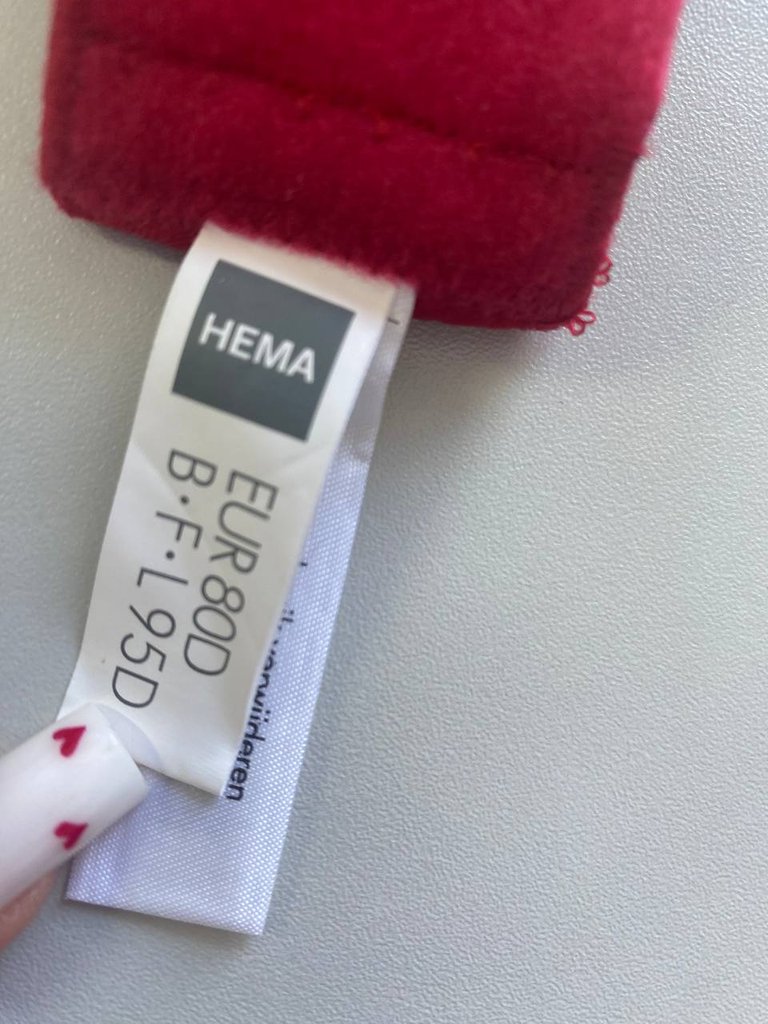 HEMA
EUR 80D
B·F·L 95D
verwijderen